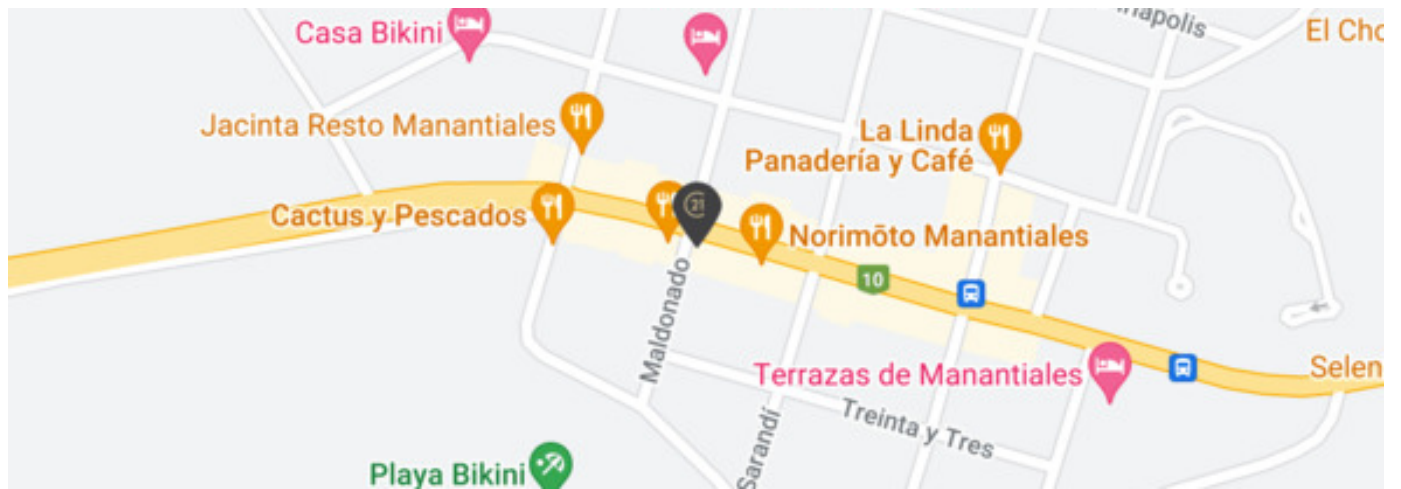 Casa Bikini
El Cho
Jacinta Resto Manantiales
La Linda
Panadería y Café
Cactus y Pescados
21
Norimōto Manantiales
10
Maldonado
Terrazas de Manantiales
Selen
Treinta y Tres
Sarandí
Playa Bikini